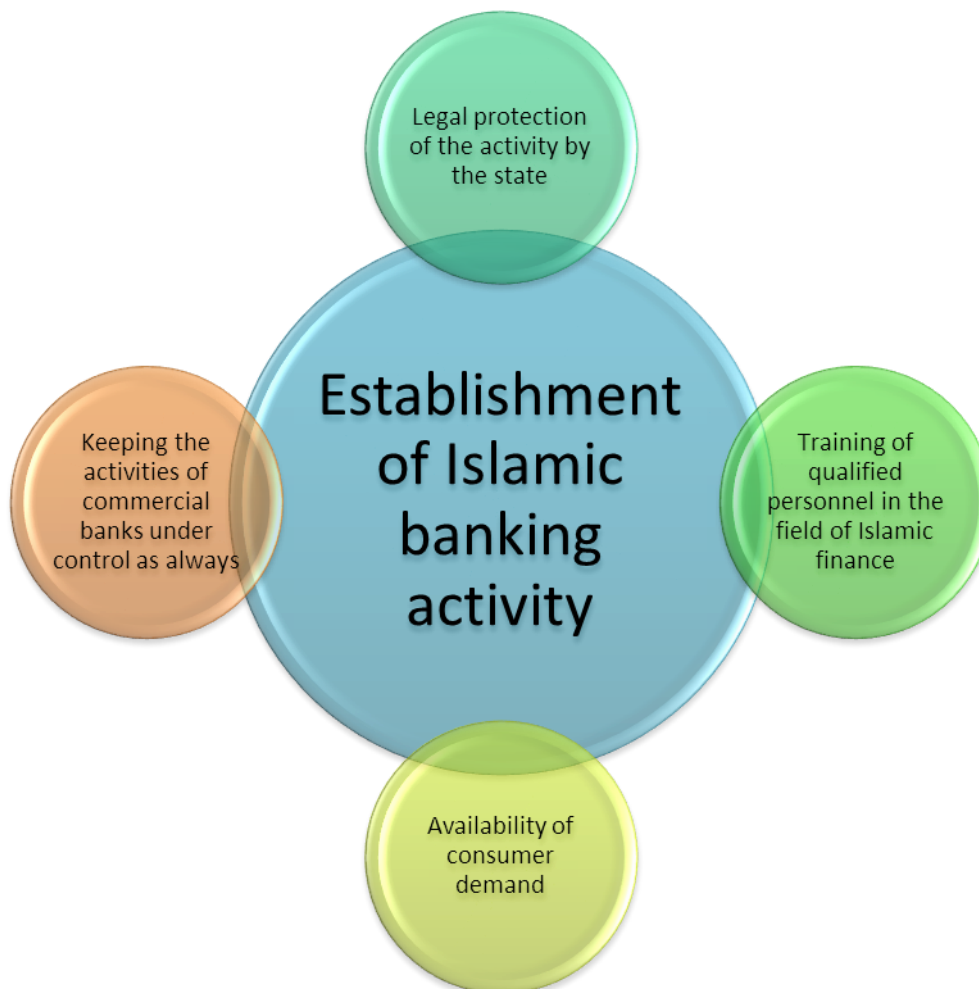 Legal protection
of the activity by
the state
Establishment
of Islamic
banking
activity
Keeping the
activities of
commercial
banks under
control as always
Training of
qualified
personnel in the
field of Islamic
finance
Availability of
consumer
demand